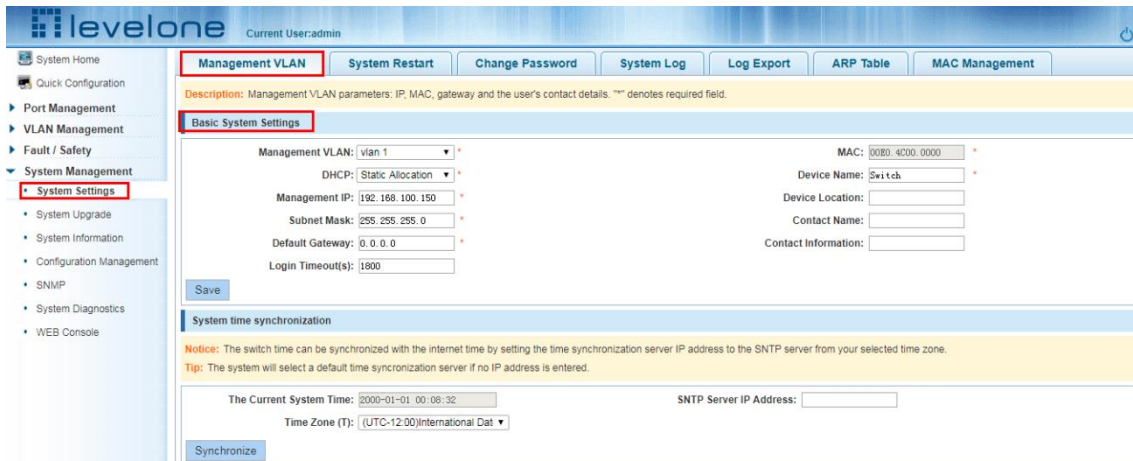 levelone
Current User:admin
System Home
Quick Configuration
Port Management
VLAN Management
Fault / Safety
System Management
System Settings
System Upgrade
System Information
Configuration Management
SNMP
System Diagnostics
WEB Console
Management VLAN
System Restart
Change Password
System Log
Log Export
ARP Table
MAC Management
Description: Management VLAN parameters: IP, MAC, gateway and the user's contact details. "*" denotes required field.
Basic System Settings
Management VLAN: vlan 1 *
MAC: 00E0.4C00.0000 *
DHCP: Static Allocation *
Device Name: Switch *
Management IP: 192.168.100.150 *
Device Location:
Subnet Mask: 255.255.255.0 *
Contact Name:
Default Gateway: 0.0.0.0 *
Contact Information:
Login Timeout(s): 1800
Save
System time synchronization
Notice: The switch time can be synchronized with the internet time by setting the time synchronization server IP address to the SNTP server from your selected time zone.
Tip: The system will select a default time syncronization server if no IP address is entered.
The Current System Time: 2000-01-01 00:08:32
SNTP Server IP Address:
Time Zone (T): (UTC-12:00)International Dat
Synchronize